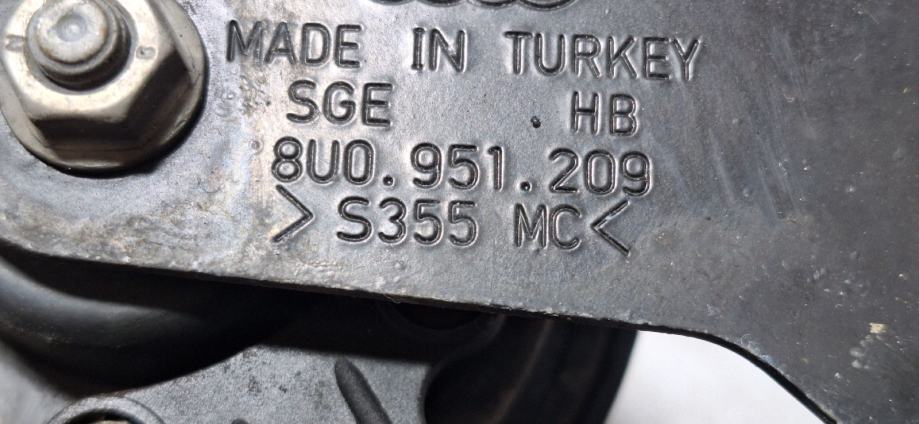 MADE IN TURKEY
SGE HB
8U0.951.209
>S355 MC<